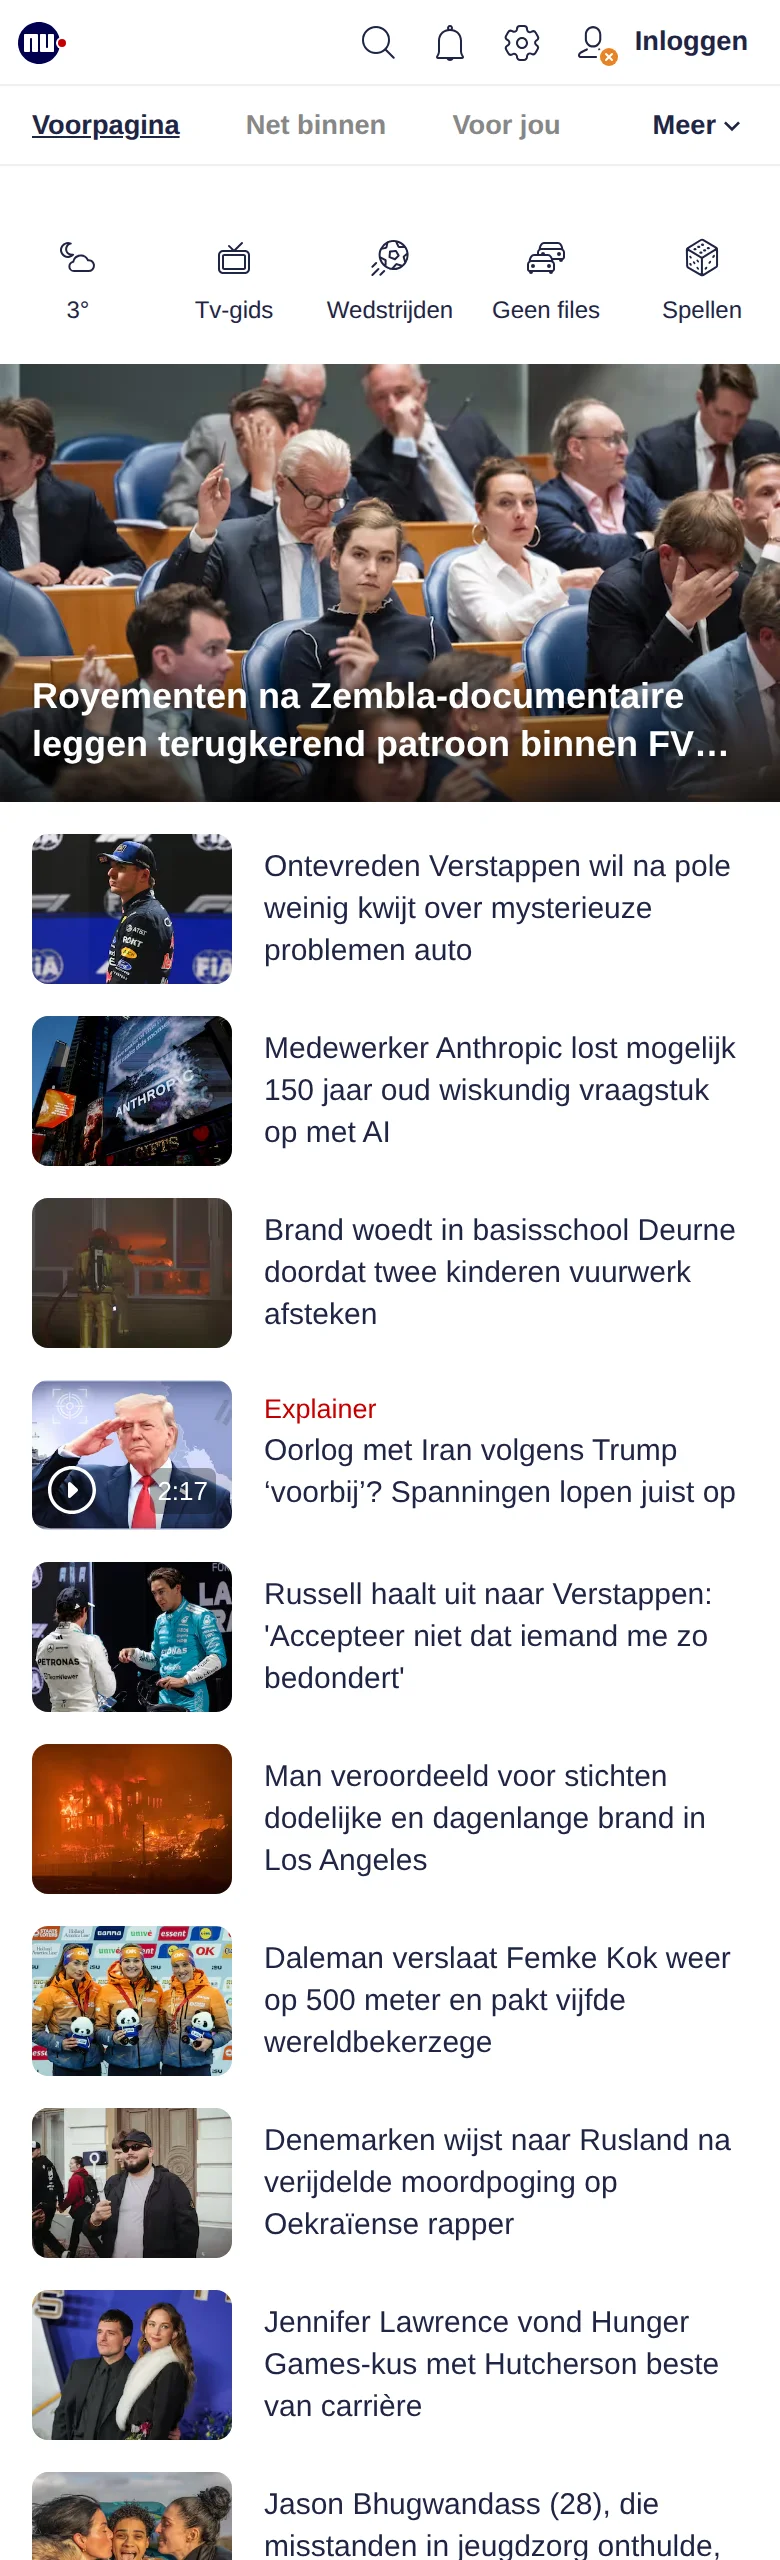 nu
Inloggen
Voorpagina
Net binnen
Voor jou
Meer
3°
Tv-gids
Wedstrijden
Geen files
Spellen
Royementen na Zembla-documentaire
leggen terugkerend patroon binnen FV...
Ontevreden Verstappen wil na pole
weinig kwijt over mysterieuze
problemen auto
Medewerker Anthropic lost mogelijk
150 jaar oud wiskundig vraagstuk
op met AI
ANTHROPIC
GIFTS
Brand woedt in basisschool Deurne
doordat twee kinderen vuurwerk
afsteken
Explainer
Oorlog met Iran volgens Trump
‘voorbij’? Spanningen lopen juist op
2:17
Russell haalt uit naar Verstappen:
'Accepteer niet dat iemand me zo
bedondert'
PETRONAS
Man veroordeeld voor stichten
dodelijke en dagenlange brand in
Los Angeles
Daleman verslaat Femke Kok weer
op 500 meter en pakt vijfde
wereldbekerzege
Denemarken wijst naar Rusland na
verijdelde moordpoging op
Oekraïense rapper
Jennifer Lawrence vond Hunger
Games-kus met Hutcherson beste
van carrière
Jason Bhugwandass (28), die
misstanden in jeugdzorg onthulde,